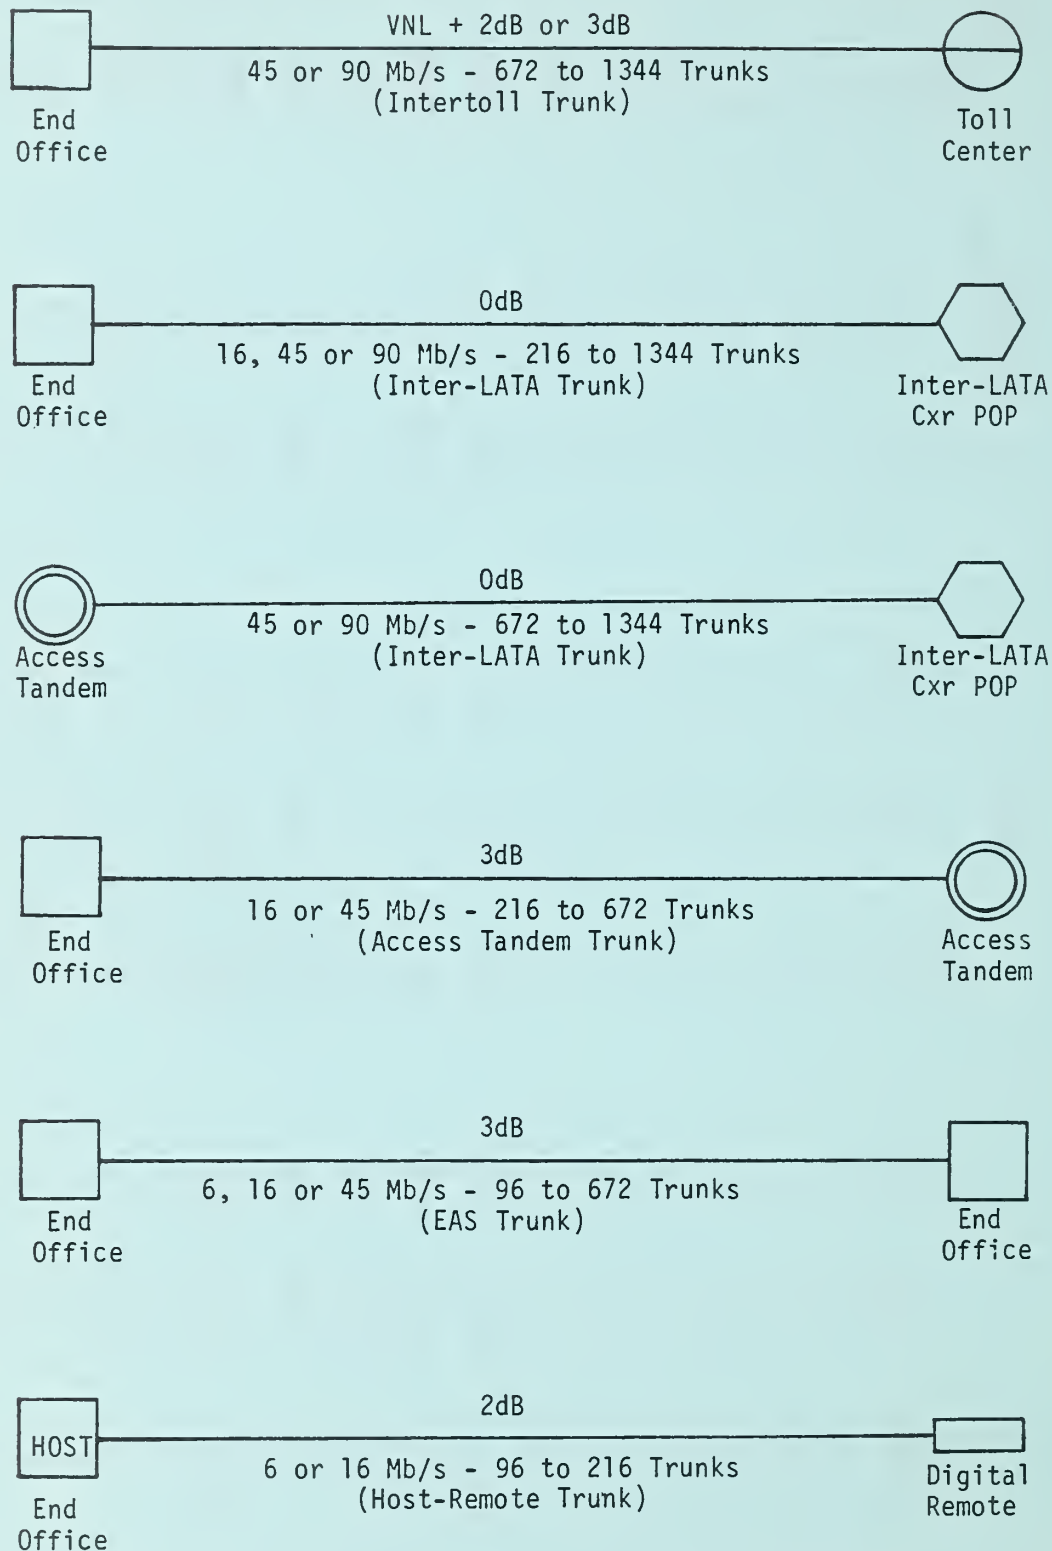 VNL + 2dB or 3dB
45 or 90 Mb/s - 672 to 1344 Trunks
(Intertoll Trunk)
End
Office
Toll
Center
0dB
16, 45 or 90 Mb/s - 216 to 1344 Trunks
(Inter-LATA Trunk)
End
Office
Inter-LATA
Cxr POP
0dB
45 or 90 Mb/s - 672 to 1344 Trunks
(Inter-LATA Trunk)
Access
Tandem
Inter-LATA
Cxr POP
3dB
16 or 45 Mb/s - 216 to 672 Trunks
(Access Tandem Trunk)
End
Office
Access
Tandem
3dB
6, 16 or 45 Mb/s - 96 to 672 Trunks
(EAS Trunk)
End
Office
End
Office
2dB
HOST
6 or 16 Mb/s - 96 to 216 Trunks
(Host-Remote Trunk)
End
Office
Digital
Remote